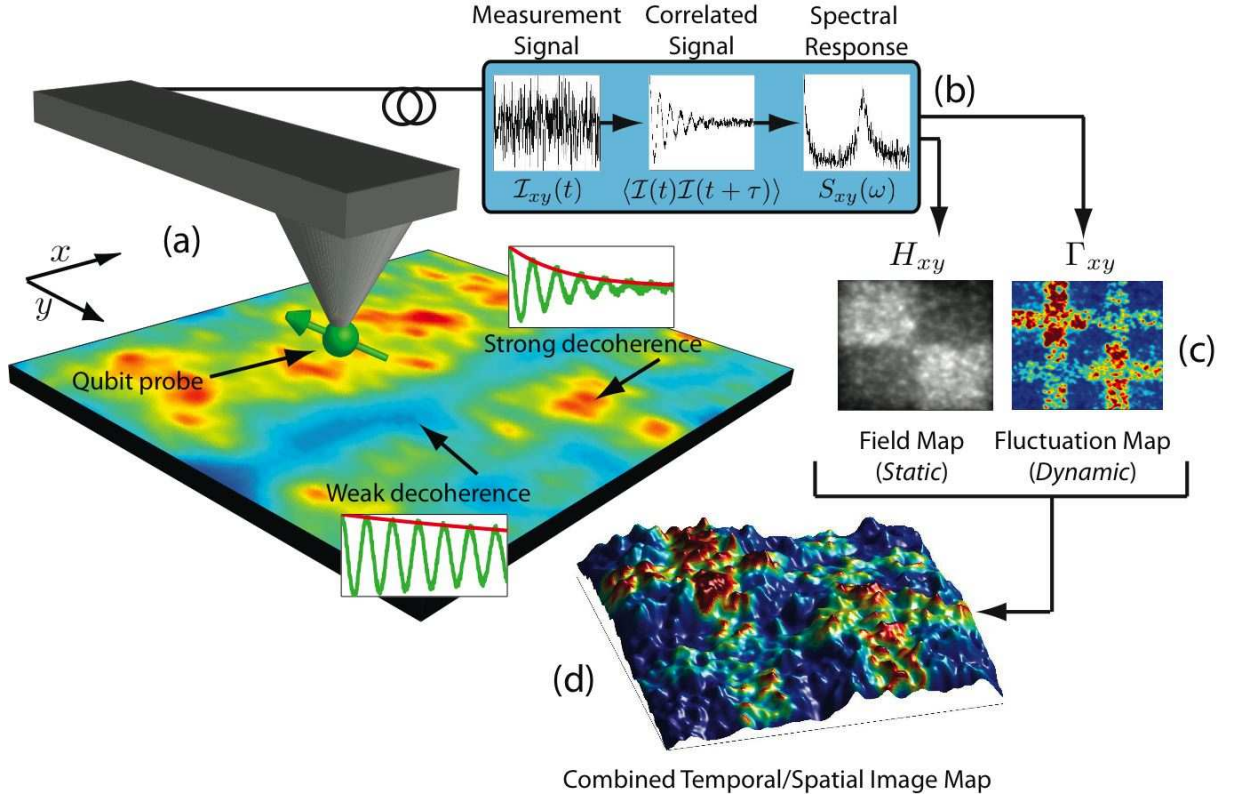 Measurement Signal
Correlated Signal
Spectral Response
(b)
$\mathcal{I}_{xy}(t)$
$\langle \mathcal{I}(t)\mathcal{I}(t+\tau) \rangle$
$S_{xy}(\omega)$
(a)
x
y
$H_{xy}$
$\Gamma_{xy}$
Strong decoherence
Qubit probe
(c)
Weak decoherence
Field Map
(Static)
Fluctuation Map
(Dynamic)
(d)
Combined Temporal/Spatial Image Map